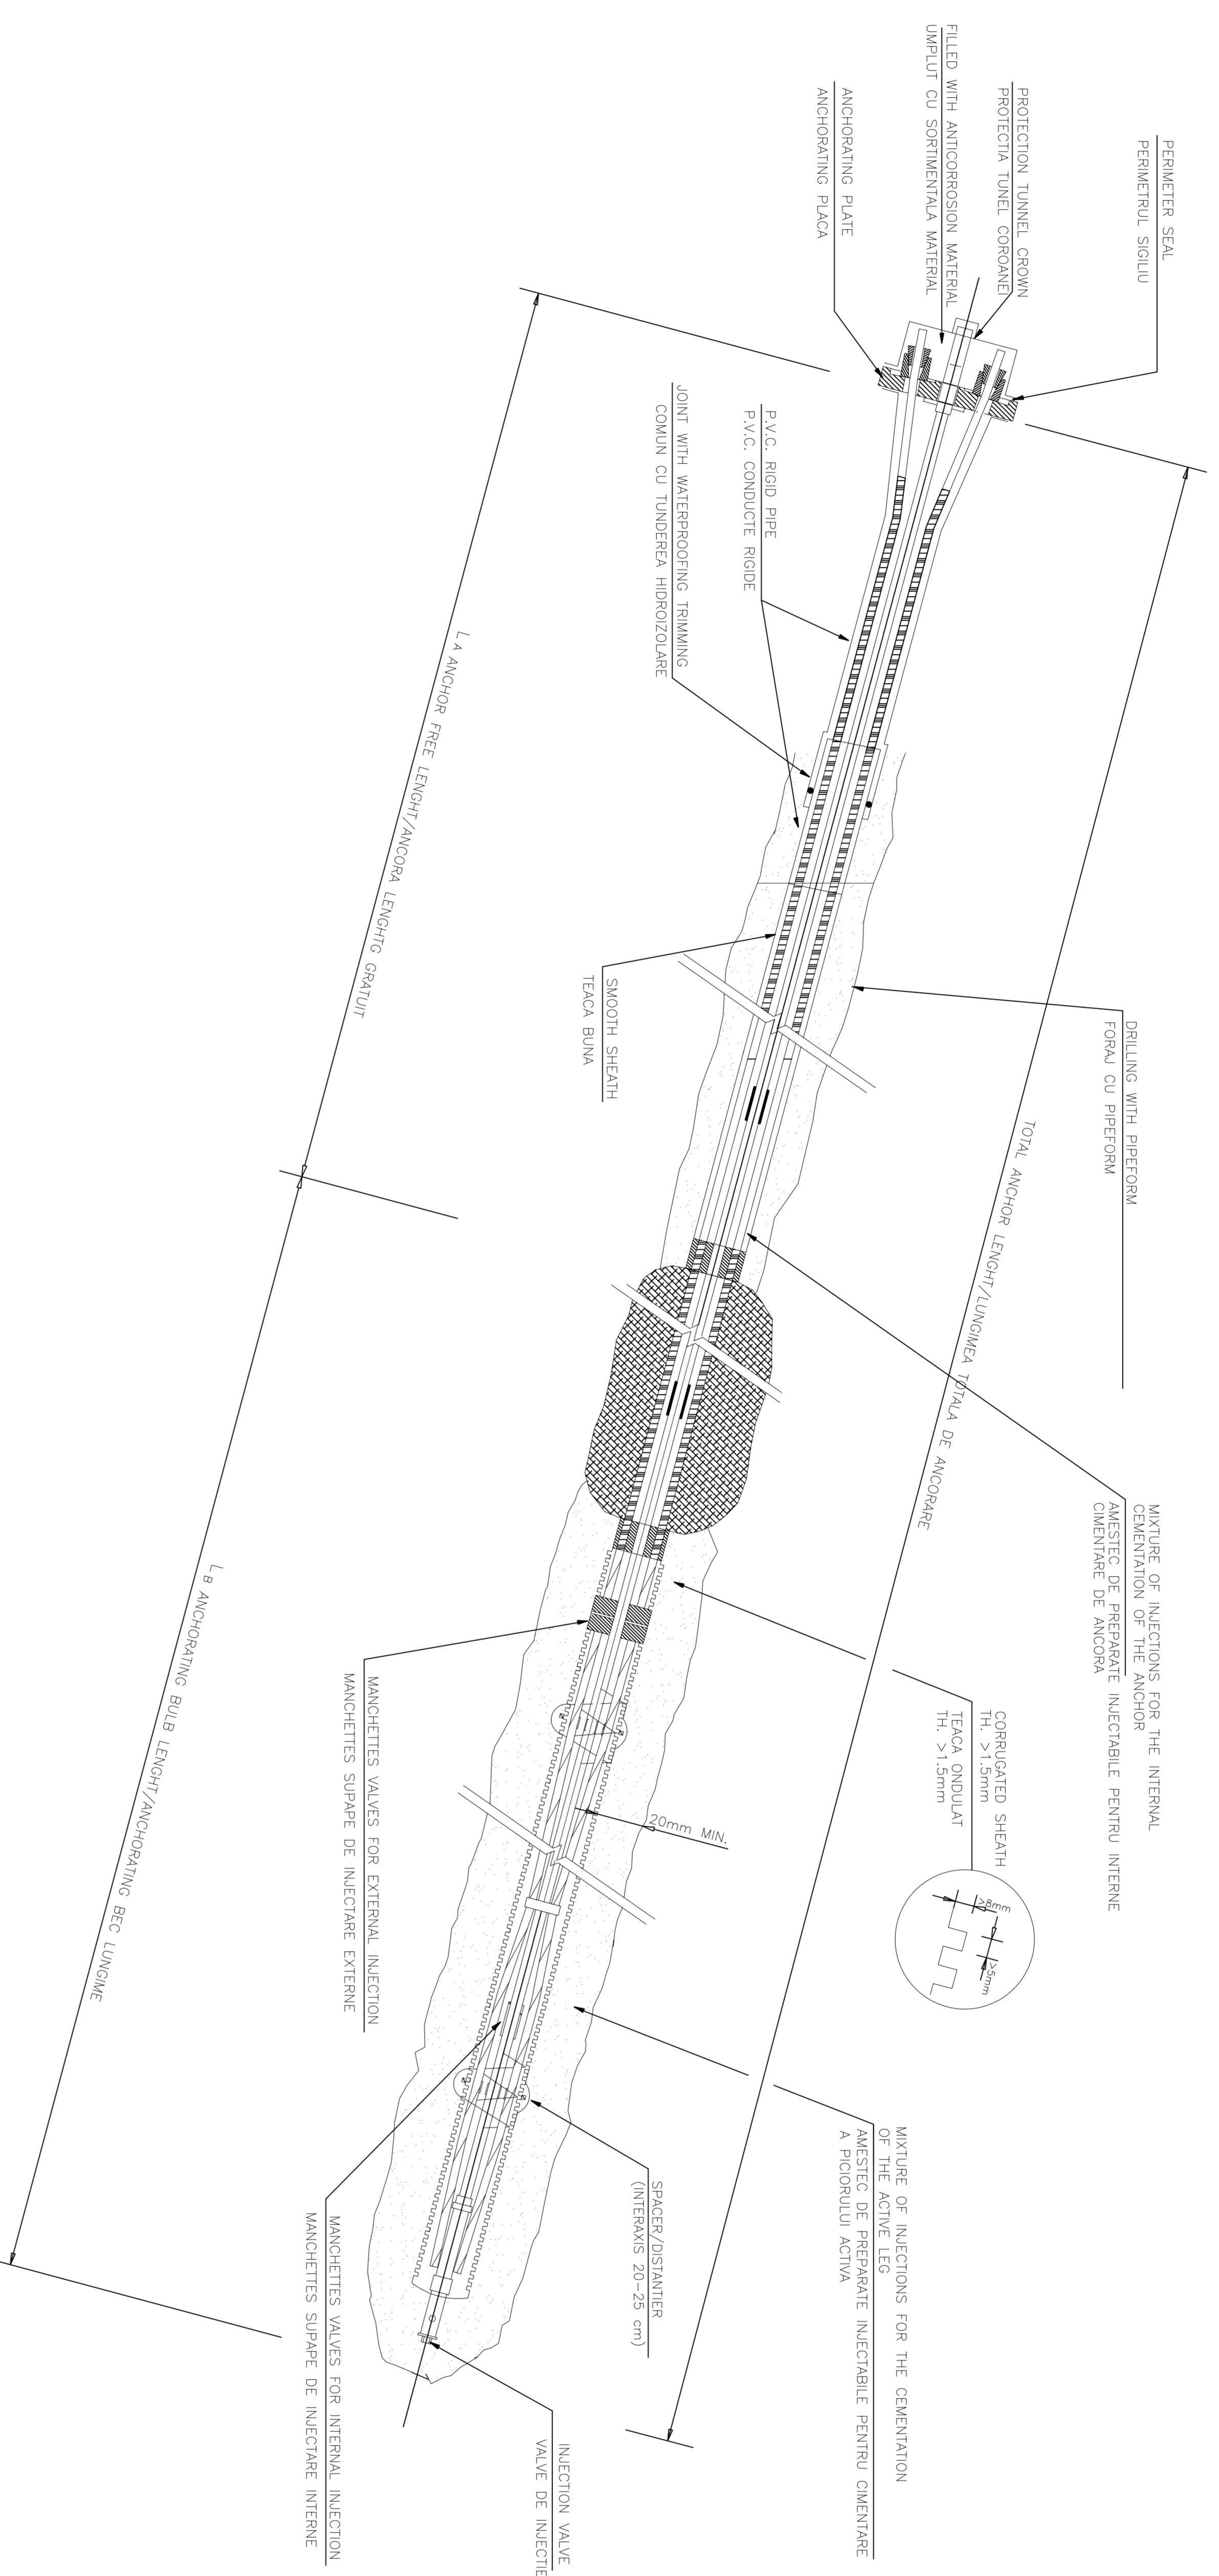 PERIMETER SEAL
PERIMETRUL SIGILIU
PROTECTION TUNNEL CROWN
PROTECTIA TUNEL COROANEI
FILLED WITH ANTICORROSION MATERIAL
UMPLUT CU SORTIMENTALA MATERIAL
ANCHORATING PLATE
ANCHORATING PLACA
P.V.C. RIGID PIPE
P.V.C. CONDUCTE RIGIDE
JOINT WITH WATERPROOFING TRIMMING
COMUN CU TUNDEREA HIDROIZOLARE
LA ANCHOR FREE LENGHT/ANCORA LENGHTG GRATUIT
SMOOTH SHEATH
TEACA BUNA
DRILLING WITH PIPEFORM
FORAJ CU PIPEFORM
TOTAL ANCHOR LENGHT/LUNGIMEA TOTALA DE ANCORARE
MIXTURE OF INJECTIONS FOR THE INTERNAL
CEMENTATION OF THE ANCHOR
AMESTEC DE PREPARATE INJECTABILE PENTRU INTERNE
CIMENTARE DE ANCORA
CORRUGATED SHEATH
TH. >1.5mm
TEACA ONDULAT
TH. >1.5mm
>8mm
>5mm
20mm MIN.
MANCHETTES VALVES FOR EXTERNAL INJECTION
MANCHETTES SUPAPE DE INJECTARE EXTERNE
LB ANCHORATING BULB LENGHT/ANCHORATING BEC LUNGIME
MIXTURE OF INJECTIONS FOR THE CEMENTATION
OF THE ACTIVE LEG
AMESTEC DE PREPARATE INJECTABILE PENTRU CIMENTARE
A PICIORULUI ACTIVA
SPACER/DISTANTIER
(INTERAXIS 20-25 cm)
MANCHETTES VALVES FOR INTERNAL INJECTION
MANCHETTES SUPAPE DE INJECTARE INTERNE
INJECTION VALVE
VALVE DE INJECTIE